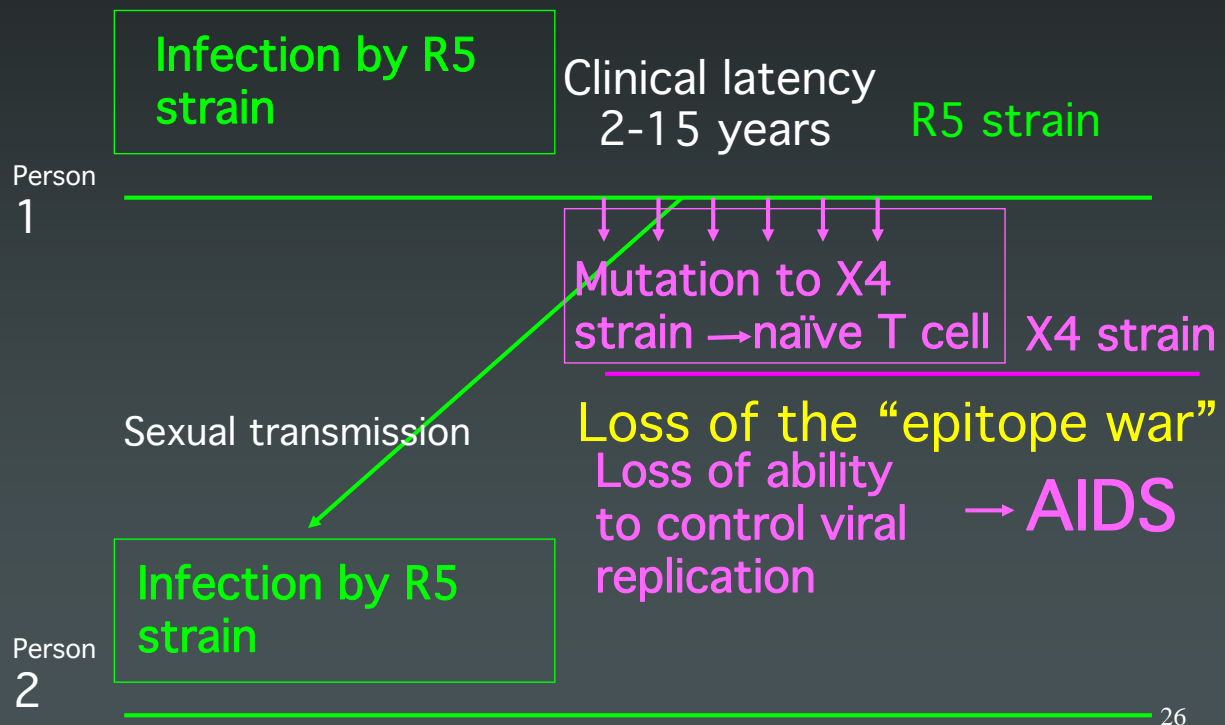 Infection by R5
strain
Clinical latency
2-15 years
R5 strain
Person
1
Mutation to X4
strain →naïve T cell
X4 strain
Sexual transmission
Loss of the “epitope war”
Loss of ability
to control viral
replication
→ AIDS
Infection by R5
strain
Person
2
26